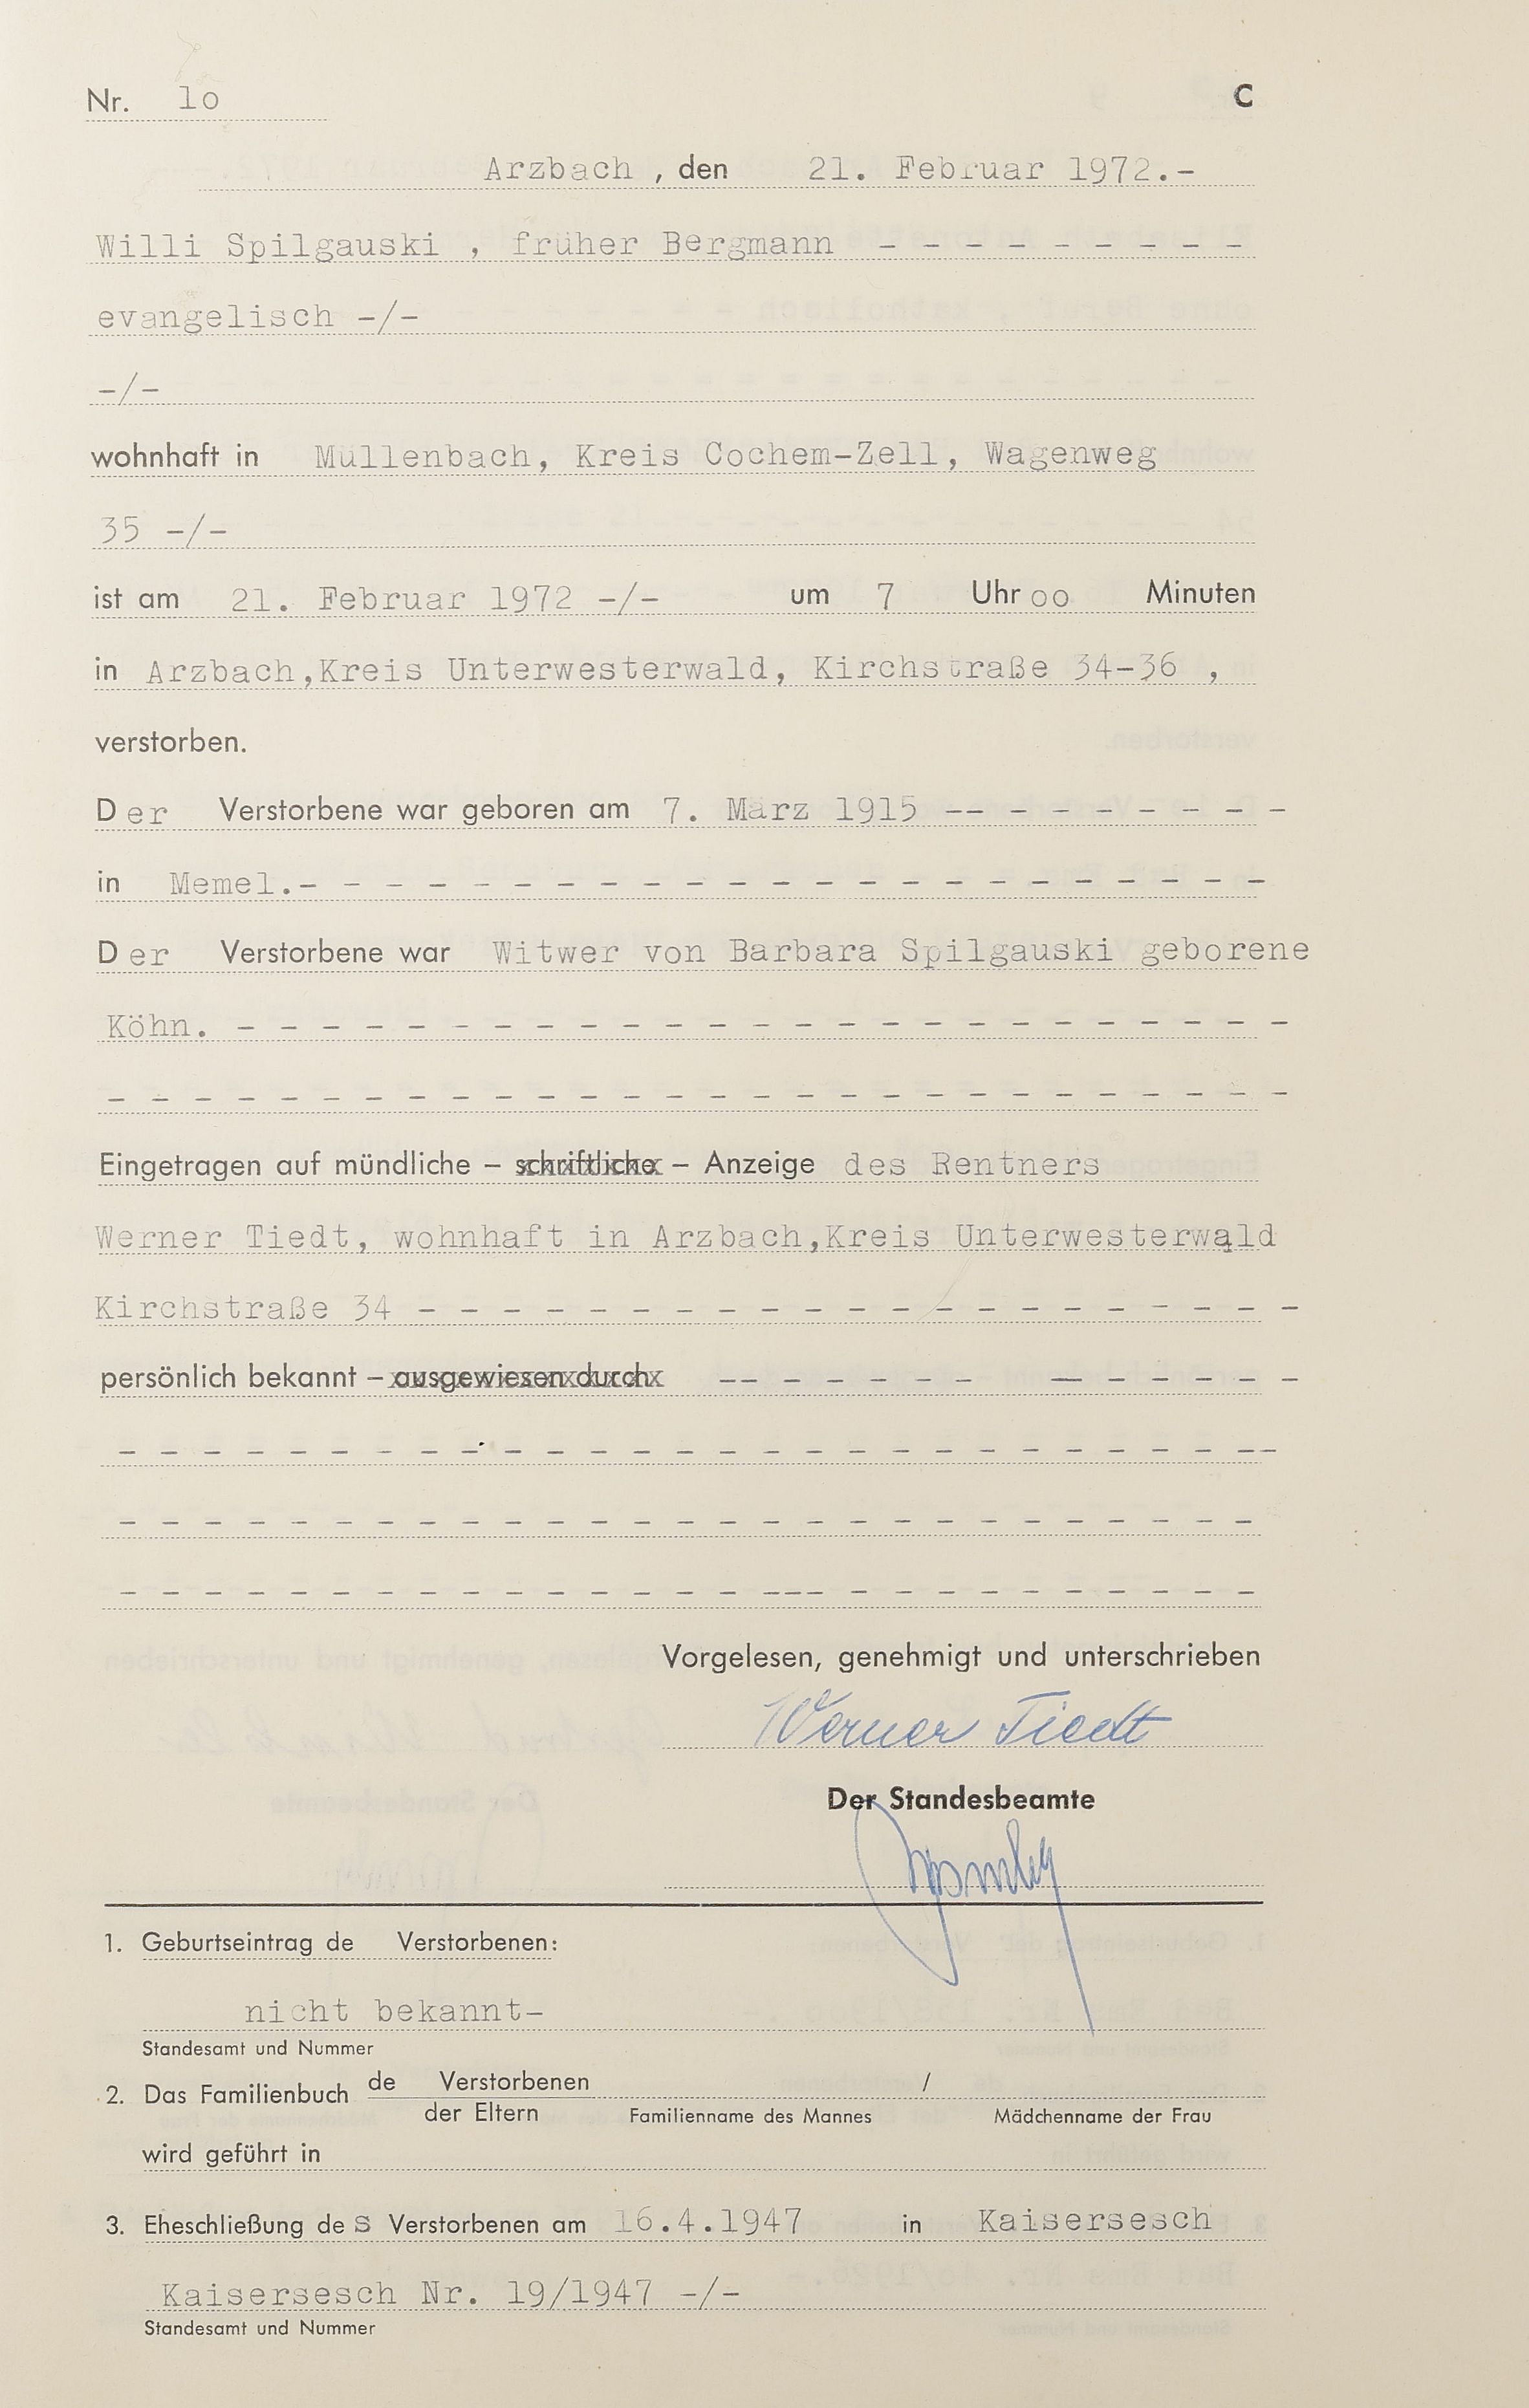 Nr. lo
C
Arzbach , den 21. Februar 1972.-
Willi Spilgauski , früher Bergmann - - - - - - - - -
evangelisch -/-
-/-
wohnhaft in Müllenbach, Kreis Cochem-Zell, Wagenweg
35 -/-
ist am 21. Februar 1972 -/- um 7 Uhr oo Minuten
in Arzbach,Kreis Unterwesterwald, Kirchstraße 34-36 ,
verstorben.
Der Verstorbene war geboren am 7. März 1915 -- - - - - - - -
in Memel.- - - - - - - - - - - - - - - - - - - - - - -
Der Verstorbene war Witwer von Barbara Spilgauski geborene
Köhn. - - - - - - - - - - - - - - - - - - - - - - - - -
- - - - - - - - - - - - - - - - - - - - - - - - - - - -
Eingetragen auf mündliche – schriftliche – Anzeige des Rentners
Werner Tiedt, wohnhaft in Arzbach,Kreis Unterwesterwald
Kirchstraße 34 - - - - - - - - - - - - - - - - - - - - -
persönlich bekannt – ausgewiesen durch -- - - - - - -- - - - - -
- - - - - - - - - - - - - - - - - - - - - - - - - - --
- - - - - - - - - - - - - - - - - - - - - - - - - - -
- - - - - - - - - - - - - - - --- - - - - - - - - - -
Vorgelesen, genehmigt und unterschrieben
Werner Tiedt
Der Standesbeamte
1. Geburtseintrag de Verstorbenen:
nicht bekannt-
Standesamt und Nummer
2. Das Familienbuch de Verstorbenen /
der Eltern Familienname des Mannes Mädchenname der Frau
wird geführt in
3. Eheschließung des Verstorbenen am 16.4.1947 in Kaisersesch
Kaisersesch Nr. 19/1947 -/-
Standesamt und Nummer